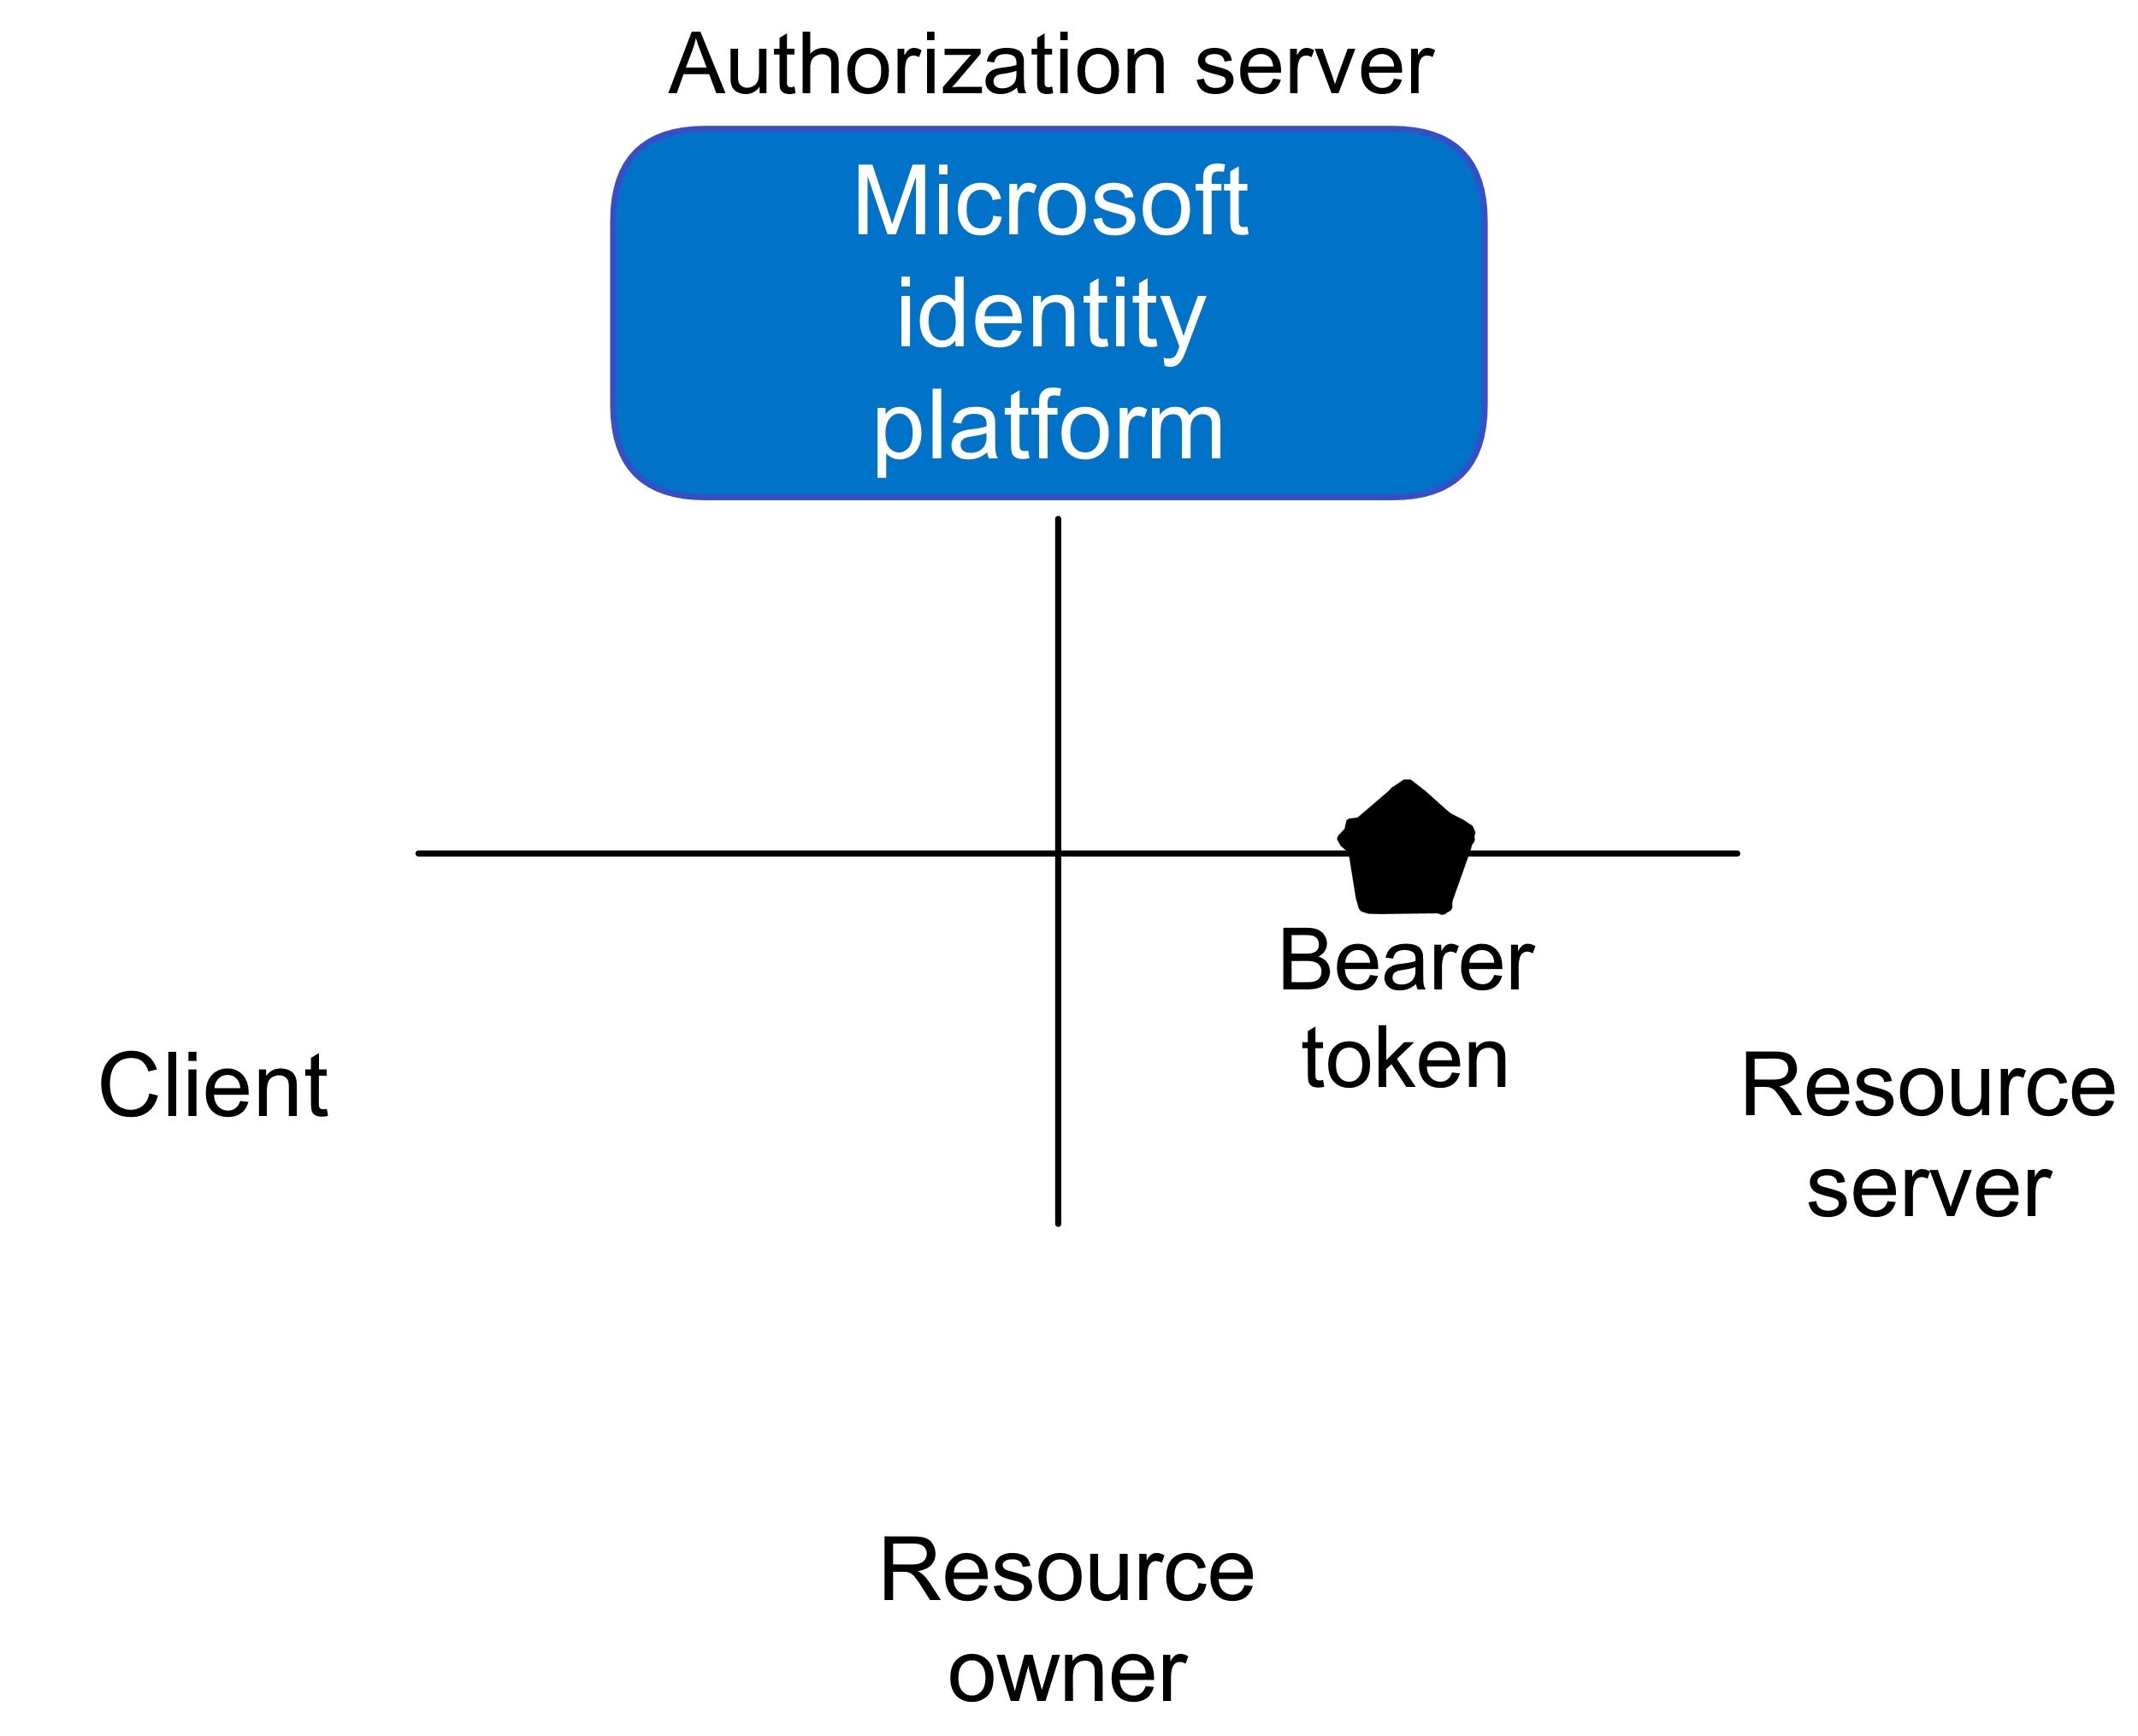 Authorization server
Microsoft
identity
platform
Bearer
token
Client
Resource
server
Resource
owner